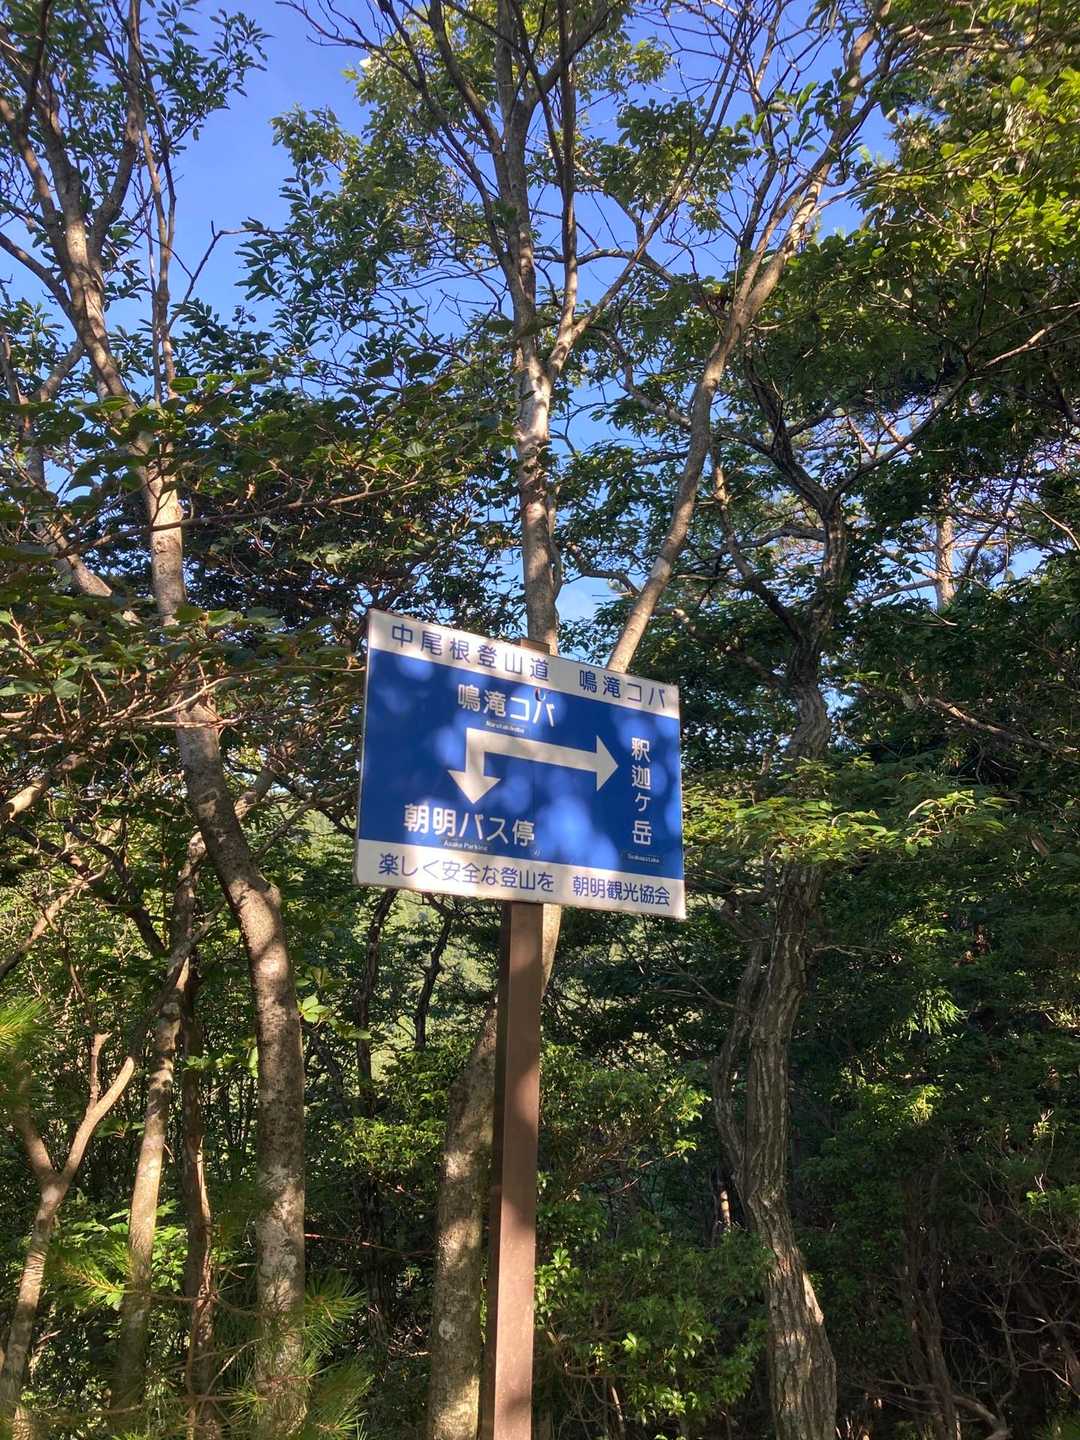 中尾根登山道　鳴滝コバ
鳴滝コバ
釈迦ヶ岳
朝明バス停
Asake Parking
楽しく安全な登山を　朝明観光協会